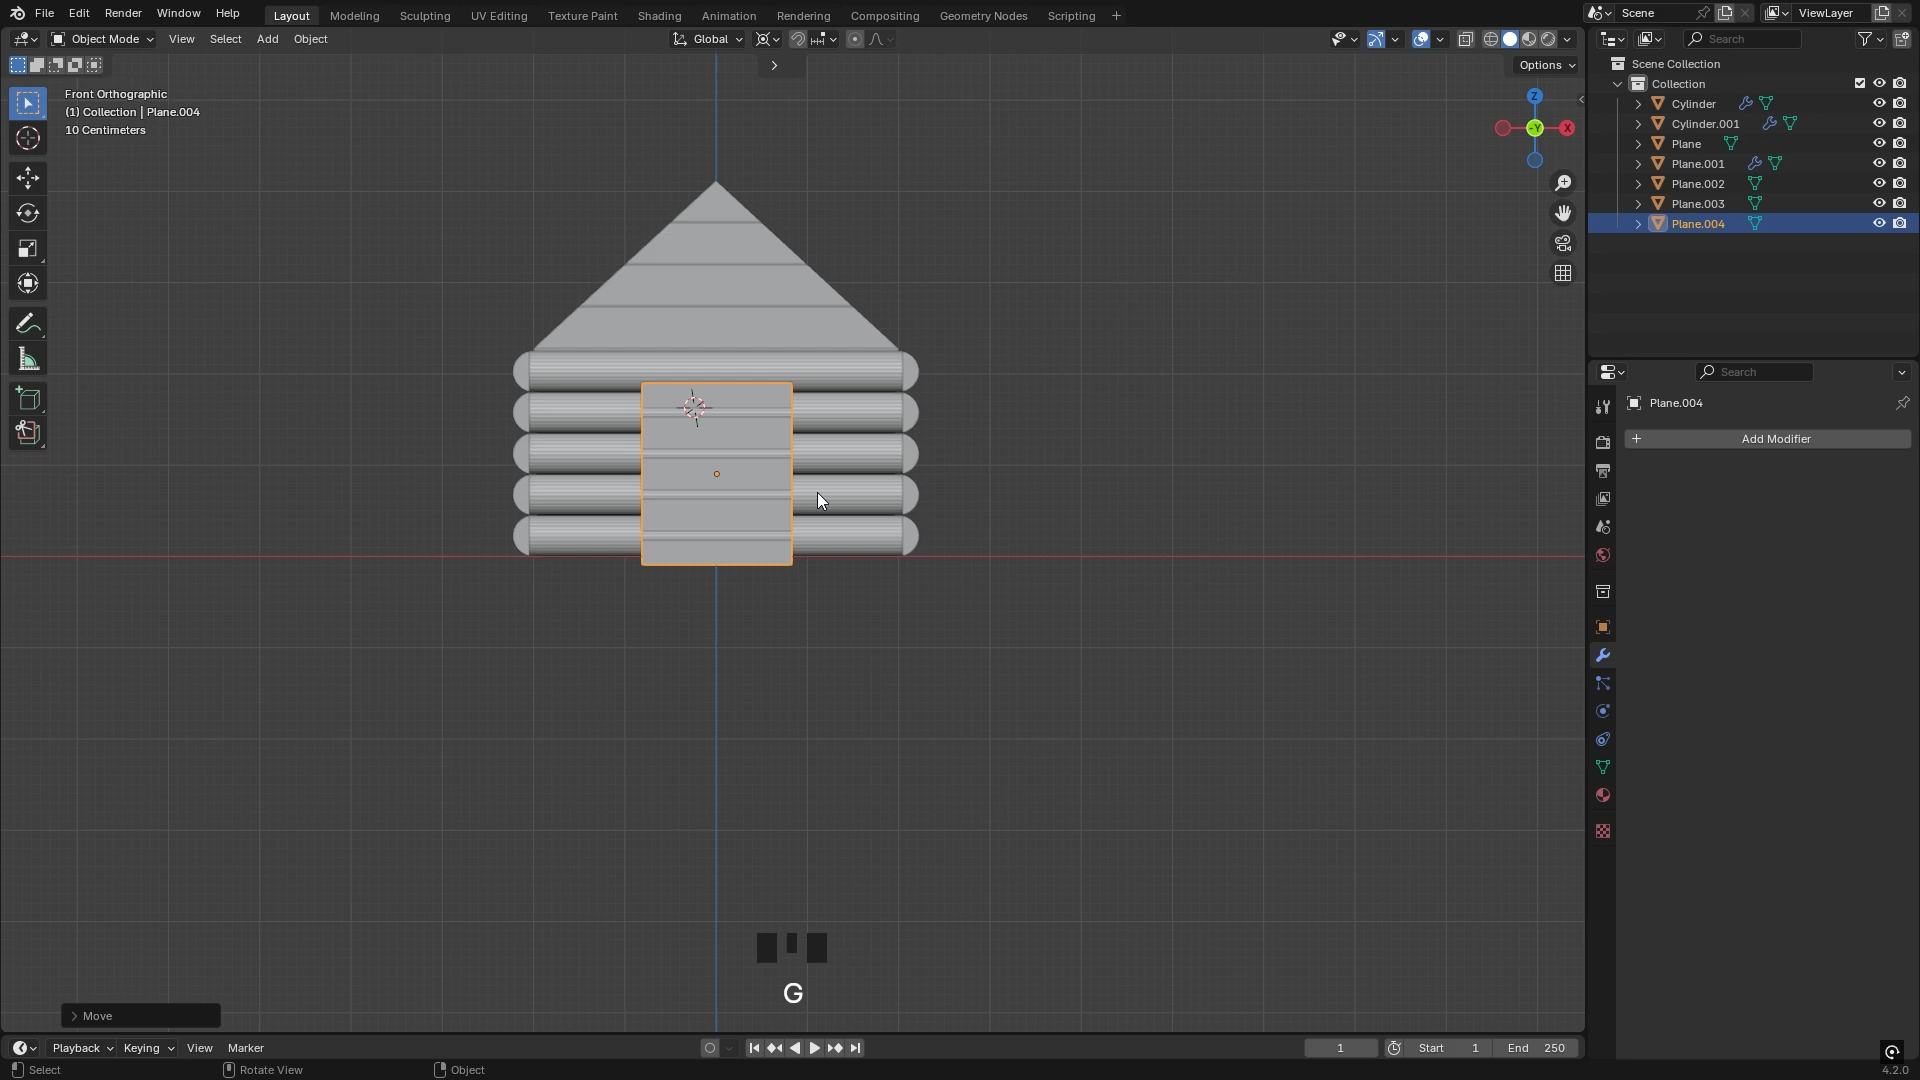 File Edit Render Window Help Layout Modeling Sculpting UV Editing Texture Paint Shading Animation Rendering Compositing Geometry Nodes Scripting + Scene ViewLayer
Object Mode View Select Add Object Global Search
Options
Front Orthographic
(1) Collection | Plane.004
10 Centimeters
Z
-Y X
Scene Collection
Collection
Cylinder
Cylinder.001
Plane
Plane.001
Plane.002
Plane.003
Plane.004
Search
Plane.004
+ Add Modifier
G
> Move
Playback Keying View Marker 1 Start 1 End 250
Select Rotate View Object 4.2.0